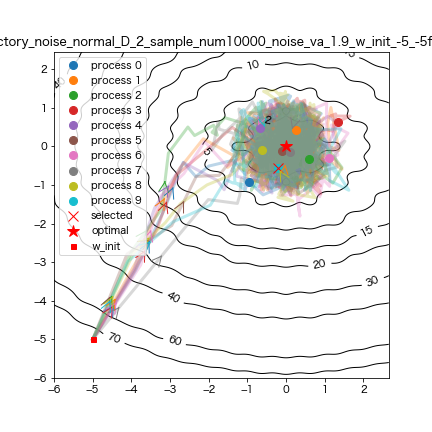 ctory_noise_normal_D_2_sample_num10000_noise_va_1.9_w_init_-5_-5f
process 0
process 1
process 2
process 3
process 4
process 5
process 6
process 7
process 8
process 9
selected
optimal
w_init
2
1
0
−1
−2
−3
−4
−5
−6
−6
−5
−4
−3
−2
−1
0
1
2
10
5
2
15
20
30
40
60
70